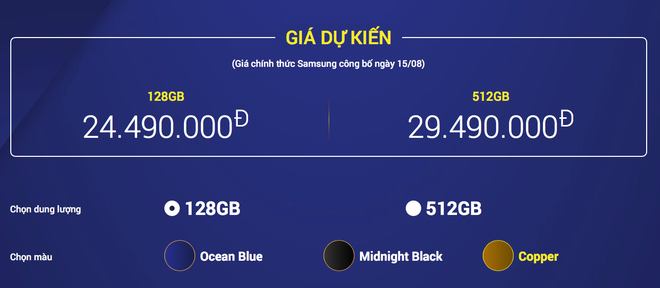 GIÁ DỰ KIẾN
(Giá chính thức Samsung công bố ngày 15/08)
128GB
24.490.000Đ
512GB
29.490.000Đ
Chọn dung lượng
128GB
512GB
Chọn màu
Ocean Blue
Midnight Black
Copper